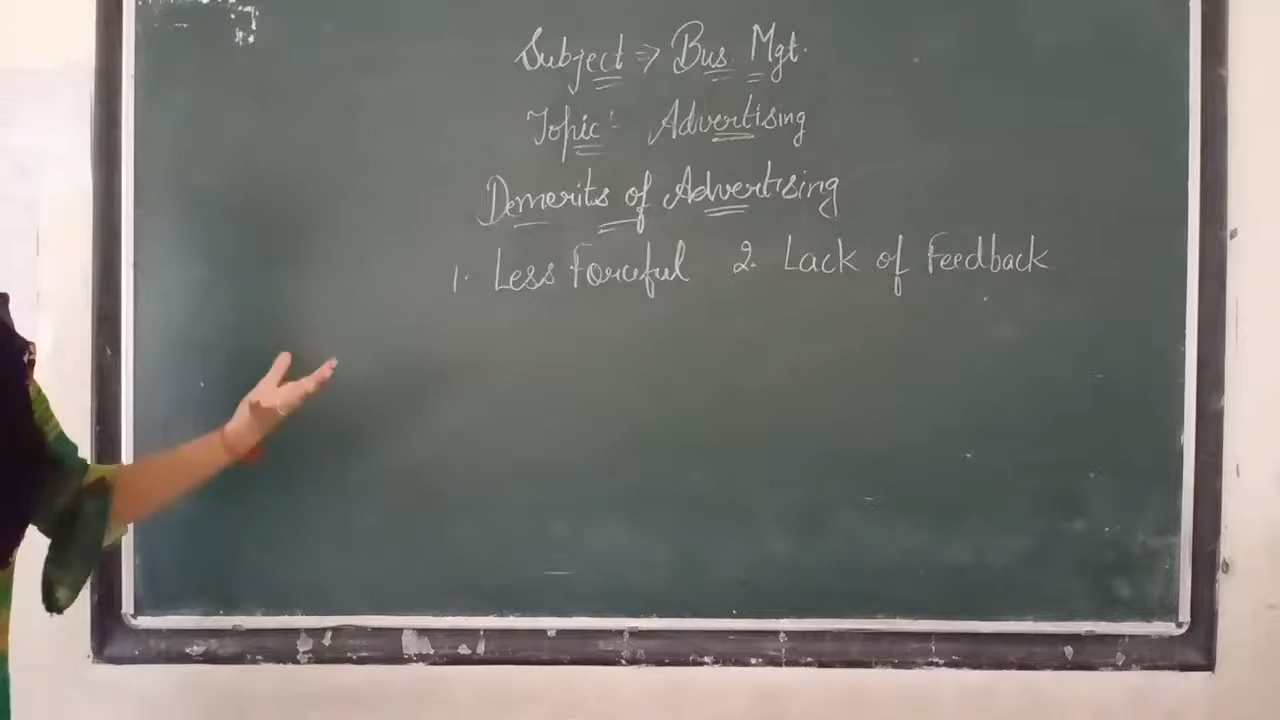 Subject => Bus Mgt.
Topic: Advertising
Demerits of Advertising
1. Less Forceful 2. Lack of Feedback